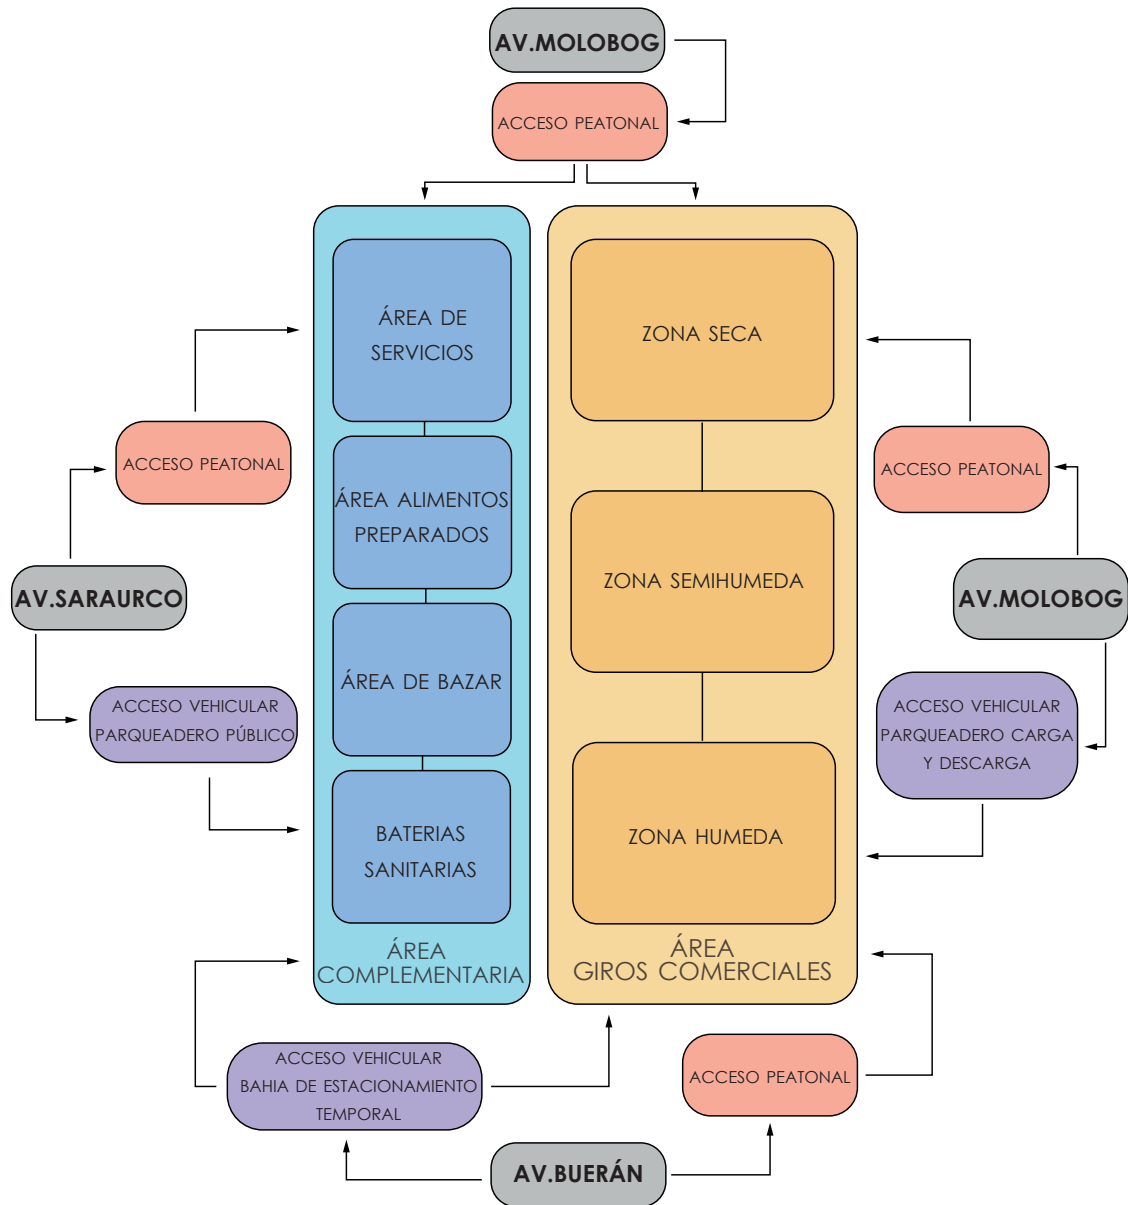 AV.MOLOBOG
ACCESO PEATONAL
ÁREA DE
SERVICIOS
ZONA SECA
ACCESO PEATONAL
ACCESO PEATONAL
ÁREA ALIMENTOS
PREPARADOS
ZONA SEMIHUMEDA
AV.SARAURCO
AV.MOLOBOG
ÁREA DE BAZAR
ACCESO VEHICULAR
PARQUEADERO PÚBLICO
ACCESO VEHICULAR
PARQUEADERO CARGA
Y DESCARGA
BATERIAS
SANITARIAS
ZONA HUMEDA
ÁREA
COMPLEMENTARIA
ÁREA
GIROS COMERCIALES
ACCESO VEHICULAR
BAHIA DE ESTACIONAMIENTO
TEMPORAL
ACCESO PEATONAL
AV.BUERÁN